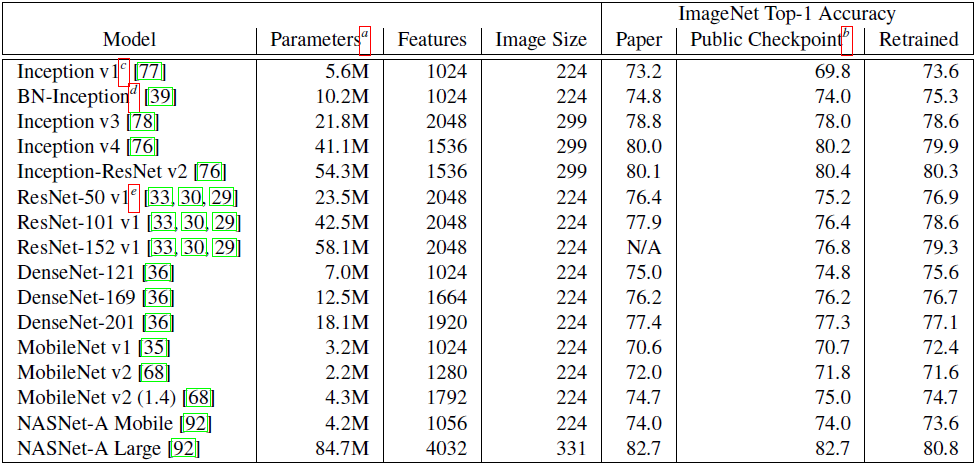 ImageNet Top-1 Accuracy
Model Parametersᵃ Features Image Size Paper Public Checkpointᵇ Retrained
Inception v1ᶜ [77] 5.6M 1024 224 73.2 69.8 73.6
BN-Inceptionᵈ [39] 10.2M 1024 224 74.8 74.0 75.3
Inception v3 [78] 21.8M 2048 299 78.8 78.0 78.6
Inception v4 [76] 41.1M 1536 299 80.0 80.2 79.9
Inception-ResNet v2 [76] 54.3M 1536 299 80.1 80.4 80.3
ResNet-50 v1ᵉ [33, 30, 29] 23.5M 2048 224 76.4 75.2 76.9
ResNet-101 v1 [33, 30, 29] 42.5M 2048 224 77.9 76.4 78.6
ResNet-152 v1 [33, 30, 29] 58.1M 2048 224 N/A 76.8 79.3
DenseNet-121 [36] 7.0M 1024 224 75.0 74.8 75.6
DenseNet-169 [36] 12.5M 1664 224 76.2 76.2 76.7
DenseNet-201 [36] 18.1M 1920 224 77.4 77.3 77.1
MobileNet v1 [35] 3.2M 1024 224 70.6 70.7 72.4
MobileNet v2 [68] 2.2M 1280 224 72.0 71.8 71.6
MobileNet v2 (1.4) [68] 4.3M 1792 224 74.7 75.0 74.7
NASNet-A Mobile [92] 4.2M 1056 224 74.0 74.0 73.6
NASNet-A Large [92] 84.7M 4032 331 82.7 82.7 80.8